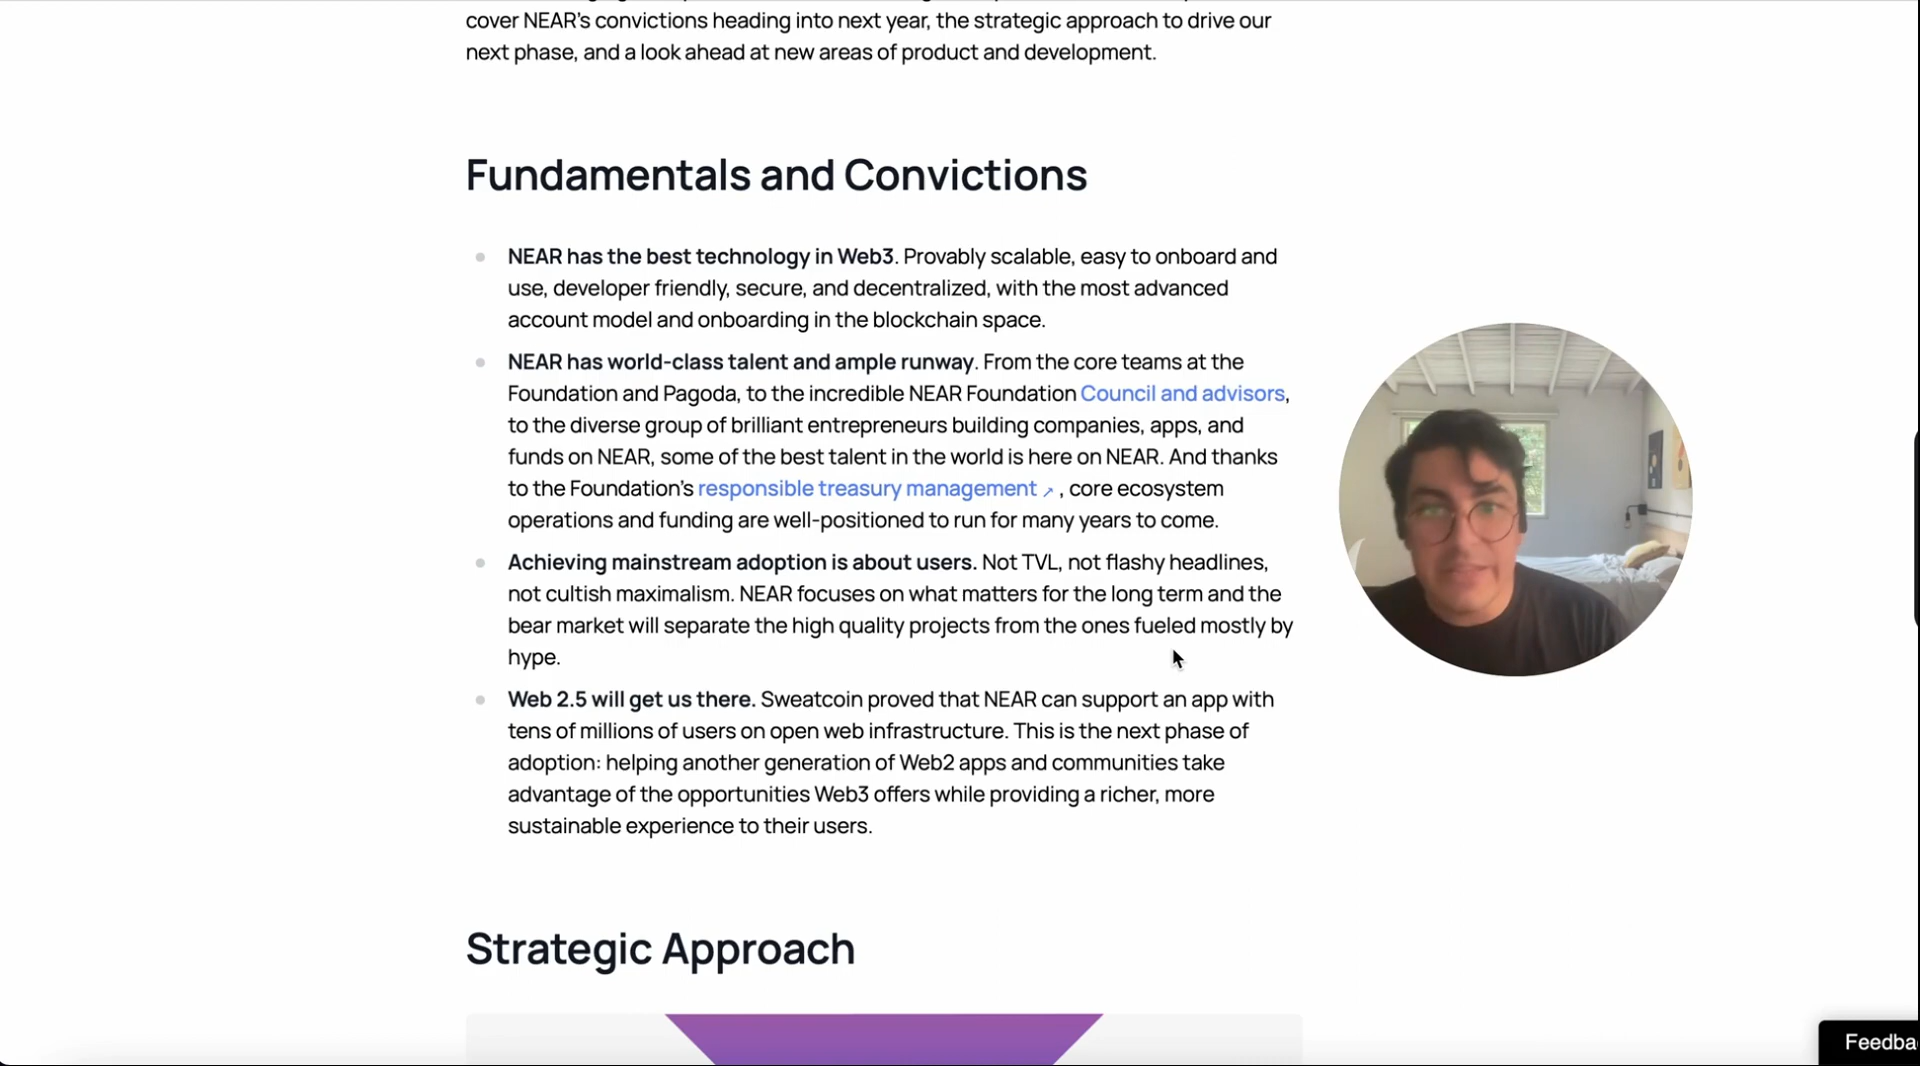 cover NEAR's convictions heading into next year, the strategic approach to drive our
next phase, and a look ahead at new areas of product and development.
Fundamentals and Convictions
NEAR has the best technology in Web3. Provably scalable, easy to onboard and
use, developer friendly, secure, and decentralized, with the most advanced
account model and onboarding in the blockchain space.
NEAR has world-class talent and ample runway. From the core teams at the
Foundation and Pagoda, to the incredible NEAR Foundation Council and advisors,
to the diverse group of brilliant entrepreneurs building companies, apps, and
funds on NEAR, some of the best talent in the world is here on NEAR. And thanks
to the Foundation's responsible treasury management ↗ , core ecosystem
operations and funding are well-positioned to run for many years to come.
Achieving mainstream adoption is about users. Not TVL, not flashy headlines,
not cultish maximalism. NEAR focuses on what matters for the long term and the
bear market will separate the high quality projects from the ones fueled mostly by
hype.
Web 2.5 will get us there. Sweatcoin proved that NEAR can support an app with
tens of millions of users on open web infrastructure. This is the next phase of
adoption: helping another generation of Web2 apps and communities take
advantage of the opportunities Web3 offers while providing a richer, more
sustainable experience to their users.
Strategic Approach
Feedba